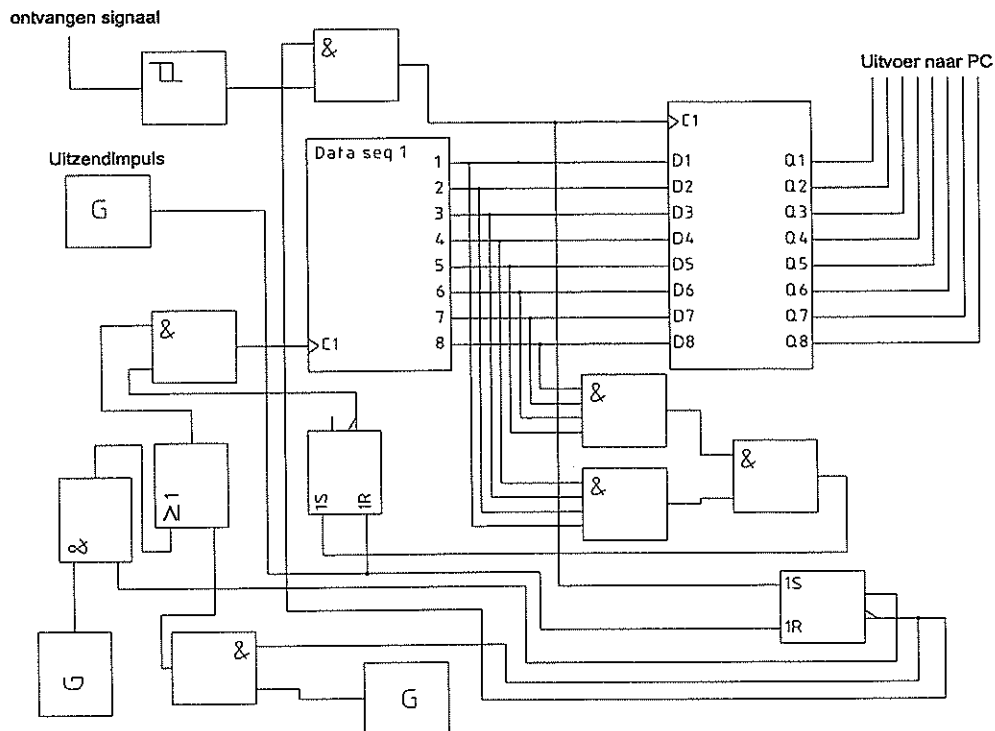 ontvangen signaal
&
Uitvoer naar PC
C1
Uitzendimpuls
G
Data seq 1
1
2
3
4
5
6
7
8
C1
D1
D2
D3
D4
D5
D6
D7
D8
Q1
Q2
Q3
Q4
Q5
Q6
Q7
Q8
&
&
&
&
1S
1R
≥1
&
1S
1R
&
G
G